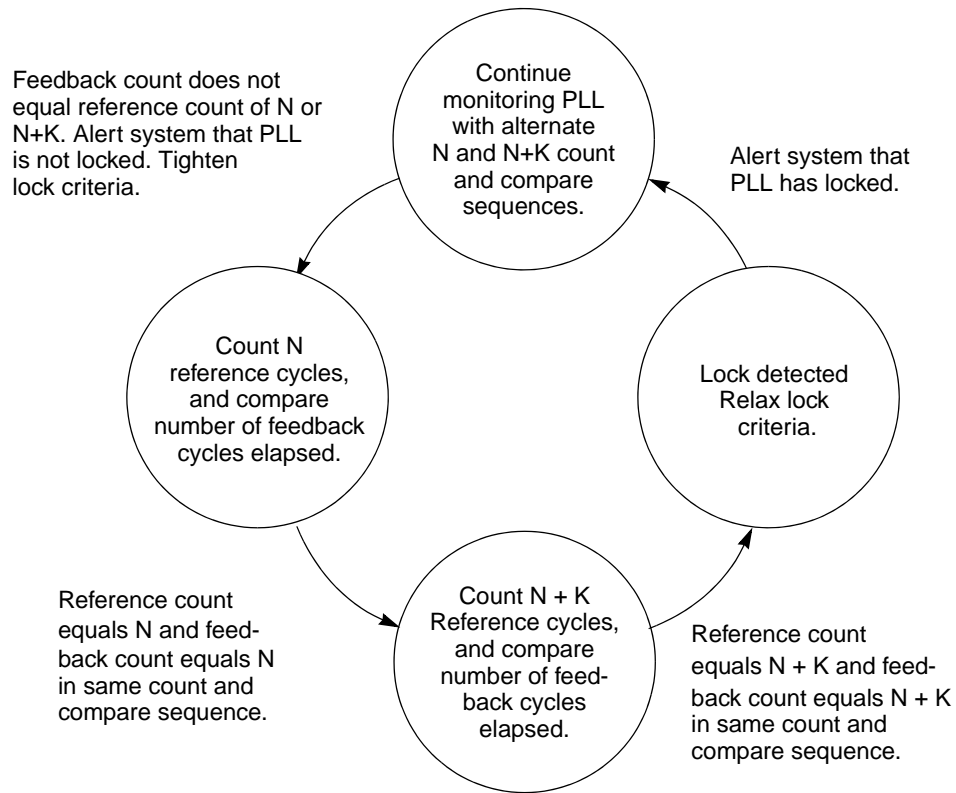 Feedback count does not
equal reference count of N or
N+K. Alert system that PLL
is not locked. Tighten
lock criteria.
Continue
monitoring PLL
with alternate
N and N+K count
and compare
sequences.
Alert system that
PLL has locked.
Count N
reference cycles,
and compare
number of feedback
cycles elapsed.
Lock detected
Relax lock
criteria.
Reference count
equals N and feed-
back count equals N
in same count and
compare sequence.
Count N + K
Reference cycles,
and compare
number of feed-
back cycles
elapsed.
Reference count
equals N + K and feed-
back count equals N + K
in same count and
compare sequence.